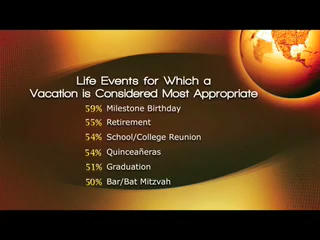 Life Events for Which a
Vacation is Considered Most Appropriate
59% Milestone Birthday
55% Retirement
54% School/College Reunion
54% Quinceañeras
51% Graduation
50% Bar/Bat Mitzvah